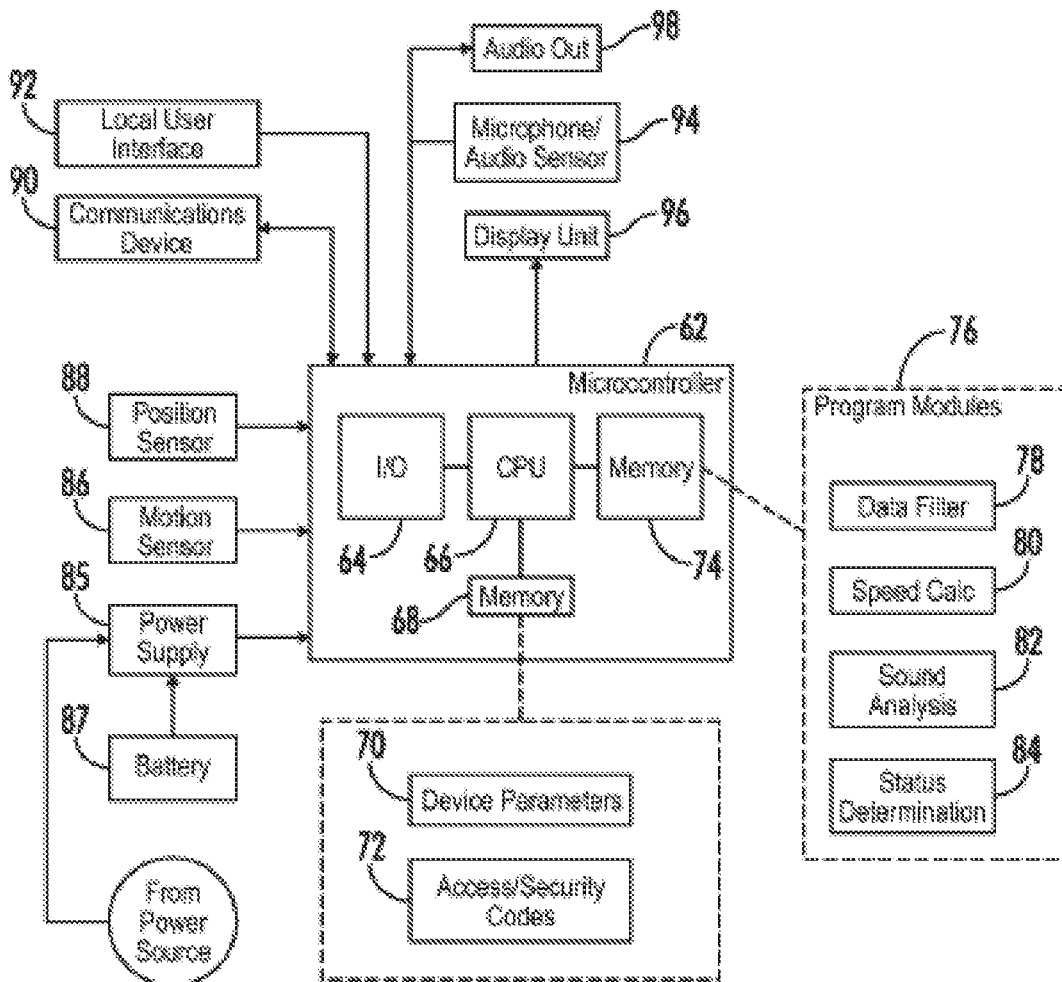 98
Audio Out
92
Local User
Interface
Microphone/
Audio Sensor
94
90
Communications
Device
96
Display Unit
62
76
Microcontroller
Program Modules
88
Position
Sensor
I/O
CPU
Memory
78
Data Filter
86
Motion
Sensor
64
66
74
80
Speed Calc
85
Power
Supply
68
Memory
82
Sound
Analysis
87
Battery
70
Device Parameters
84
Status
Determination
72
Access/Security
Codes
From
Power
Source